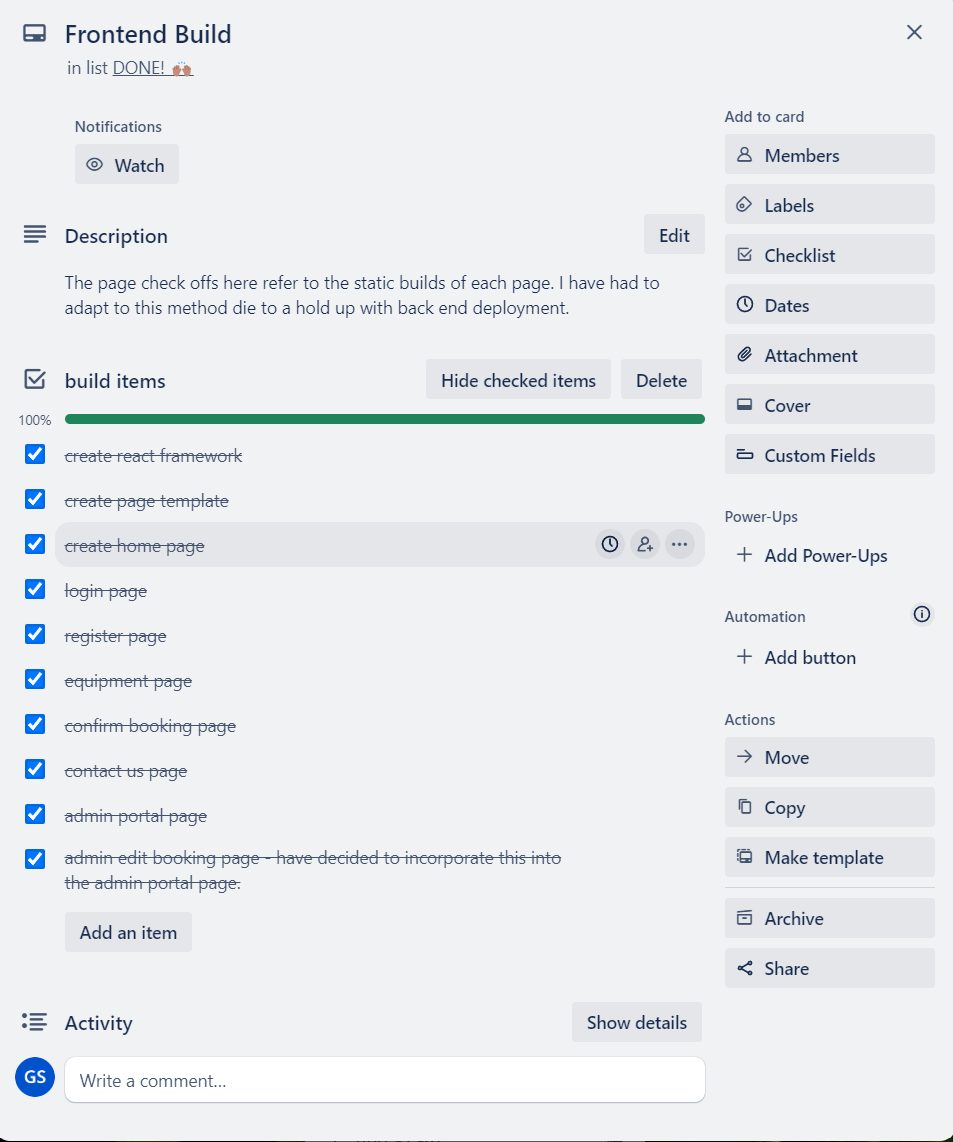 Frontend Build
in list DONE! 🙌🏽
Notifications
Watch
Description
Edit
The page check offs here refer to the static builds of each page. I have had to
adapt to this method die to a hold up with back end deployment.
build items
Hide checked items
Delete
100%
create react framework
create page template
create home page
login page
register page
equipment page
confirm booking page
contact us page
admin portal page
admin edit booking page - have decided to incorporate this into
the admin portal page.
Add an item
Activity
Show details
GS
Write a comment…
Add to card
Members
Labels
Checklist
Dates
Attachment
Cover
Custom Fields
Power-Ups
Add Power-Ups
Automation
Add button
Actions
Move
Copy
Make template
Archive
Share